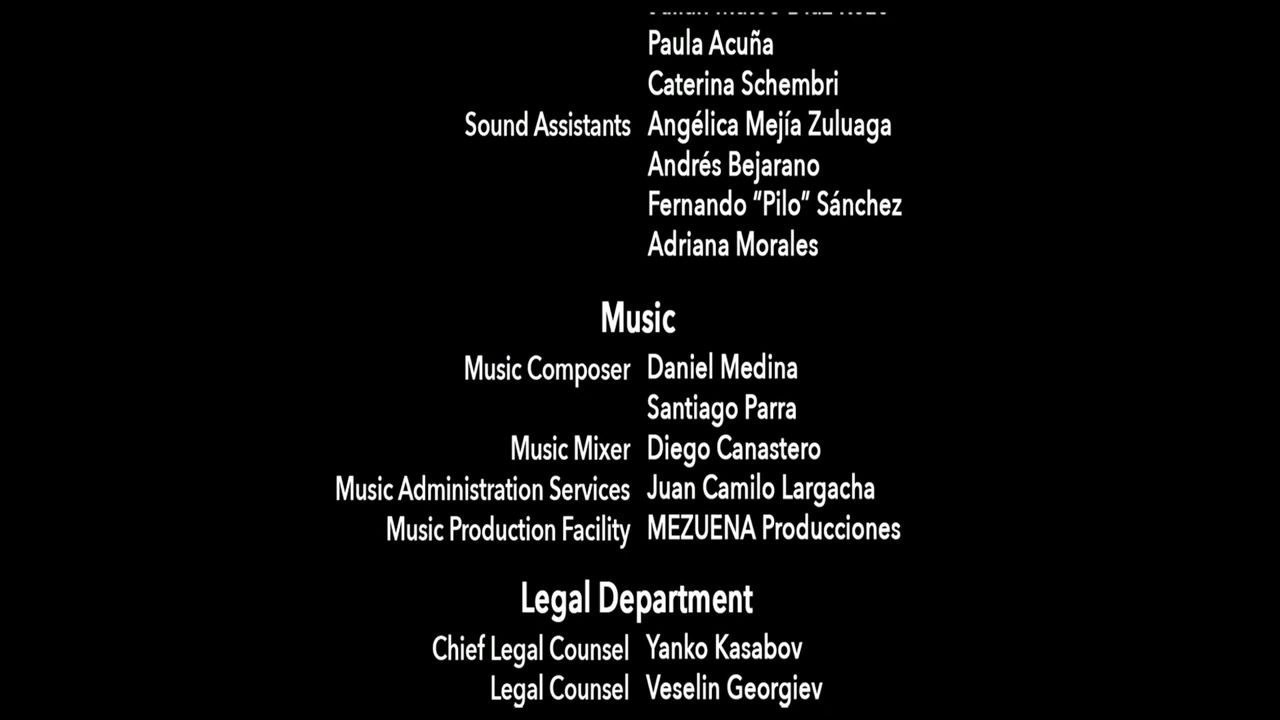 Paula Acuña
Caterina Schembri
Sound Assistants Angélica Mejía Zuluaga
Andrés Bejarano
Fernando “Pilo” Sánchez
Adriana Morales
Music
Music Composer Daniel Medina
Santiago Parra
Music Mixer Diego Canastero
Music Administration Services Juan Camilo Largacha
Music Production Facility MEZUENA Producciones
Legal Department
Chief Legal Counsel Yanko Kasabov
Legal Counsel Veselin Georgiev